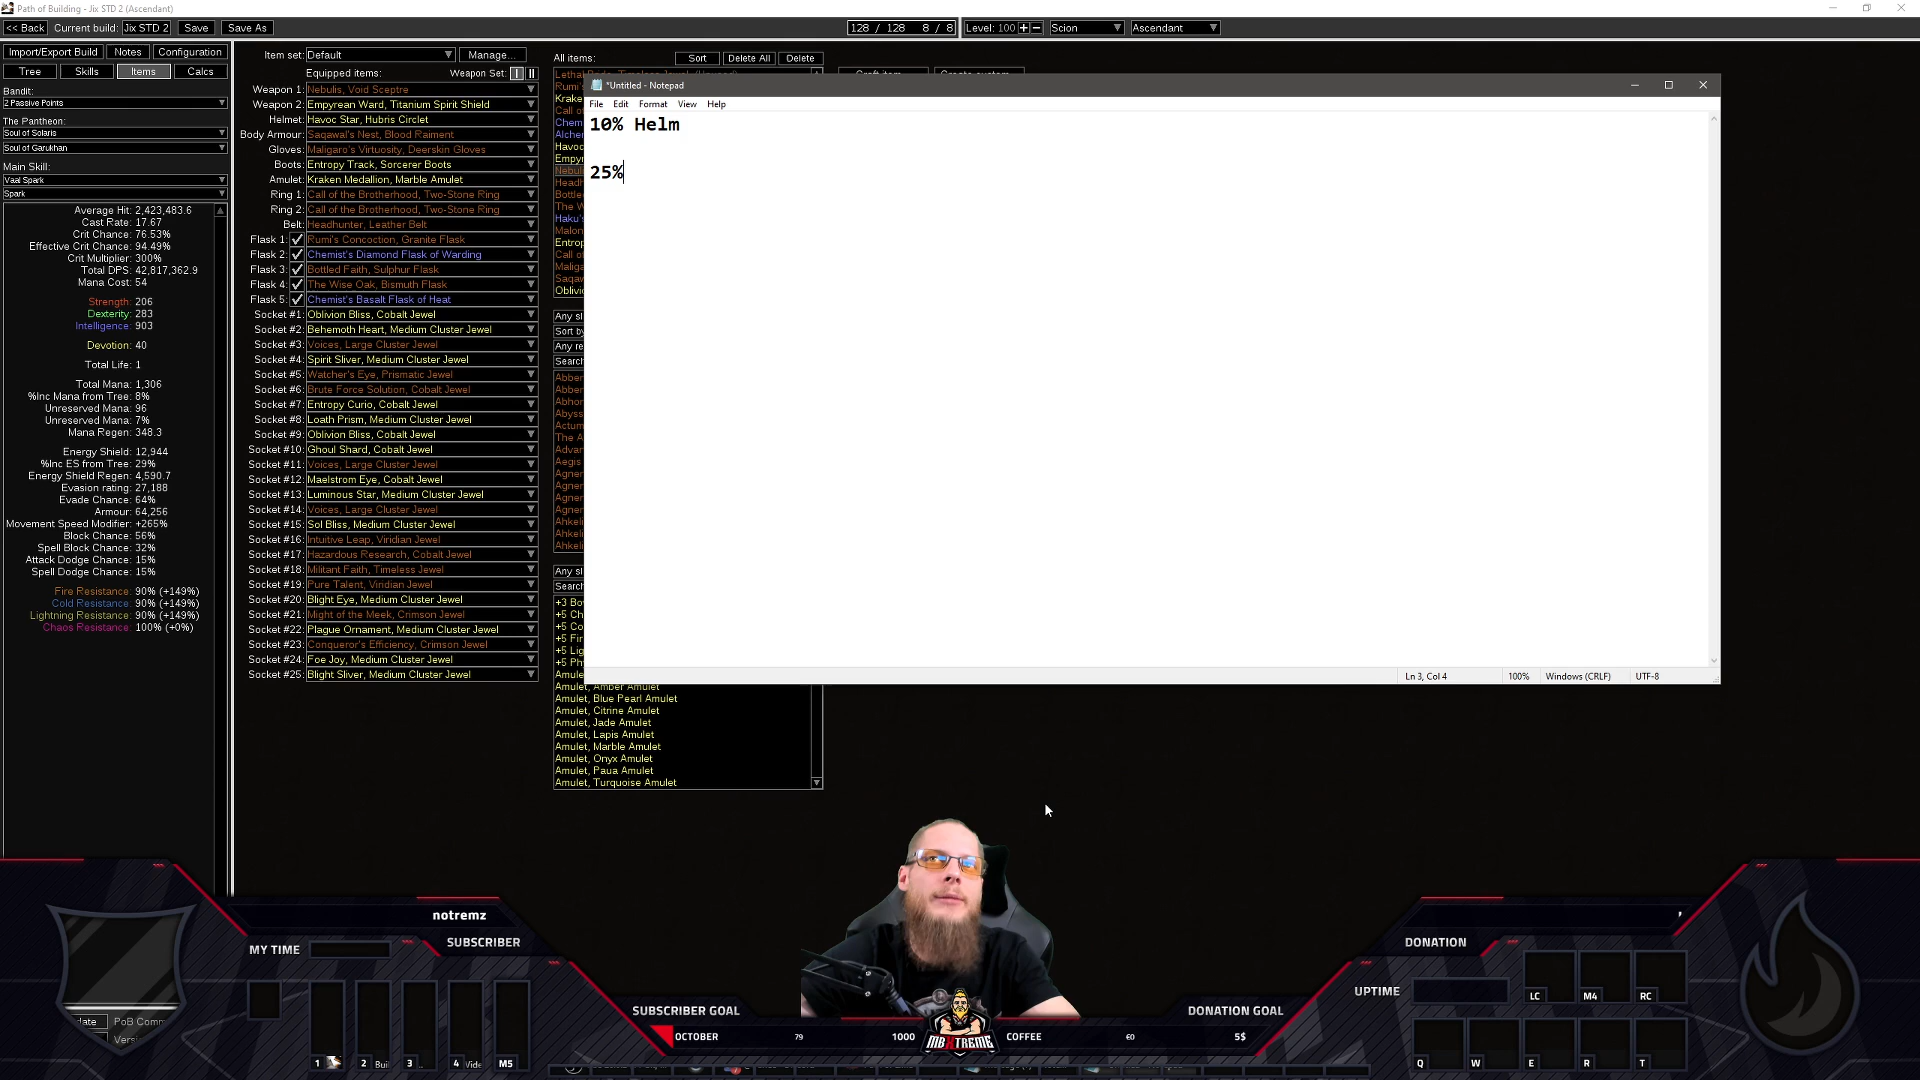 Path of Building - Jix STD 2 (Ascendant)
<< Back
Current build: Jix STD 2
Save
Save As
128 / 128 8 / 8
Level: 100
Scion
Ascendant
Import/Export Build
Notes
Configuration
Tree
Skills
Items
Calcs
Bandit:
2 Passive Points
The Pantheon:
Soul of Solaris
Soul of Garukhan
Main Skill:
Vaal Spark
Spark
Average Hit: 2,423,483.6
Cast Rate: 17.67
Crit Chance: 76.53%
Effective Crit Chance: 94.49%
Crit Multiplier: 300%
Total DPS: 42,817,362.9
Mana Cost: 54
Strength: 206
Dexterity: 283
Intelligence: 903
Devotion: 40
Total Life: 1
Total Mana: 1,306
%Inc Mana from Tree: 8%
Unreserved Mana: 96
Unreserved Mana: 7%
Mana Regen: 348.3
Energy Shield: 12,944
%Inc ES from Tree: 29%
Energy Shield Regen: 4,590.7
Evasion rating: 27,188
Evade Chance: 64%
Armour: 64,256
Movement Speed Modifier: +265%
Block Chance: 56%
Spell Block Chance: 32%
Attack Dodge Chance: 15%
Spell Dodge Chance: 15%
Fire Resistance: 90% (+149%)
Cold Resistance: 90% (+149%)
Lightning Resistance: 90% (+149%)
Chaos Resistance: 100% (+0%)
Item set: Default
Manage...
Equipped items:
Weapon Set: I II
Weapon 1: Nebulis, Void Sceptre
Weapon 2: Empyrean Ward, Titanium Spirit Shield
Helmet: Havoc Star, Hubris Circlet
Body Armour: Saqawal's Nest, Blood Raiment
Gloves: Maligaro's Virtuosity, Deerskin Gloves
Boots: Entropy Track, Sorcerer Boots
Amulet: Kraken Medallion, Marble Amulet
Ring 1: Call of the Brotherhood, Two-Stone Ring
Ring 2: Call of the Brotherhood, Two-Stone Ring
Belt: Headhunter, Leather Belt
Flask 1: Rumi's Concoction, Granite Flask
Flask 2: Chemist's Diamond Flask of Warding
Flask 3: Bottled Faith, Sulphur Flask
Flask 4: The Wise Oak, Bismuth Flask
Flask 5: Chemist's Basalt Flask of Heat
Socket #1: Oblivion Bliss, Cobalt Jewel
Socket #2: Behemoth Heart, Medium Cluster Jewel
Socket #3: Voices, Large Cluster Jewel
Socket #4: Spirit Sliver, Medium Cluster Jewel
Socket #5: Watcher's Eye, Prismatic Jewel
Socket #6: Brute Force Solution, Cobalt Jewel
Socket #7: Entropy Curio, Cobalt Jewel
Socket #8: Loath Prism, Medium Cluster Jewel
Socket #9: Oblivion Bliss, Cobalt Jewel
Socket #10: Ghoul Shard, Cobalt Jewel
Socket #11: Voices, Large Cluster Jewel
Socket #12: Maelstrom Eye, Cobalt Jewel
Socket #13: Luminous Star, Medium Cluster Jewel
Socket #14: Voices, Large Cluster Jewel
Socket #15: Sol Bliss, Medium Cluster Jewel
Socket #16: Intuitive Leap, Viridian Jewel
Socket #17: Hazardous Research, Cobalt Jewel
Socket #18: Militant Faith, Timeless Jewel
Socket #19: Pure Talent, Viridian Jewel
Socket #20: Blight Eye, Medium Cluster Jewel
Socket #21: Might of the Meek, Crimson Jewel
Socket #22: Plague Ornament, Medium Cluster Jewel
Socket #23: Conqueror's Efficiency, Crimson Jewel
Socket #24: Foe Joy, Medium Cluster Jewel
Socket #25: Blight Sliver, Medium Cluster Jewel
All items:
Sort
Delete All
Delete
*Untitled - Notepad
File Edit Format View Help
10% Helm
25%
Ln 3, Col 4
100%
Windows (CRLF)
UTF-8
Amulet, Amber Amulet
Amulet, Blue Pearl Amulet
Amulet, Citrine Amulet
Amulet, Jade Amulet
Amulet, Lapis Amulet
Amulet, Marble Amulet
Amulet, Onyx Amulet
Amulet, Paua Amulet
Amulet, Turquoise Amulet
notremz
SUBSCRIBER
MY TIME
DONATION
UPTIME
LC M4 RC
SUBSCRIBER GOAL
DONATION GOAL
OCTOBER 79 1000
MBXTREME
COFFEE €0 5$
1 2 3 4 M5
Q W E R T